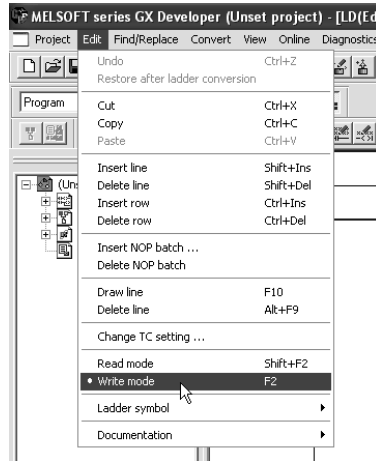 MELSOFT series GX Developer (Unset project) - [LD(Ed
Project Edit Find/Replace Convert View Online Diagnostics
Undo Ctrl+Z
Restore after ladder conversion
Program
Cut Ctrl+X
Copy Ctrl+C
Paste Ctrl+V
Insert line Shift+Ins
Delete line Shift+Del
(Un
Insert row Ctrl+Ins
Delete row Ctrl+Del
Insert NOP batch ...
Delete NOP batch
Draw line F10
Delete line Alt+F9
Change TC setting ...
Read mode Shift+F2
• Write mode F2
Ladder symbol
Documentation